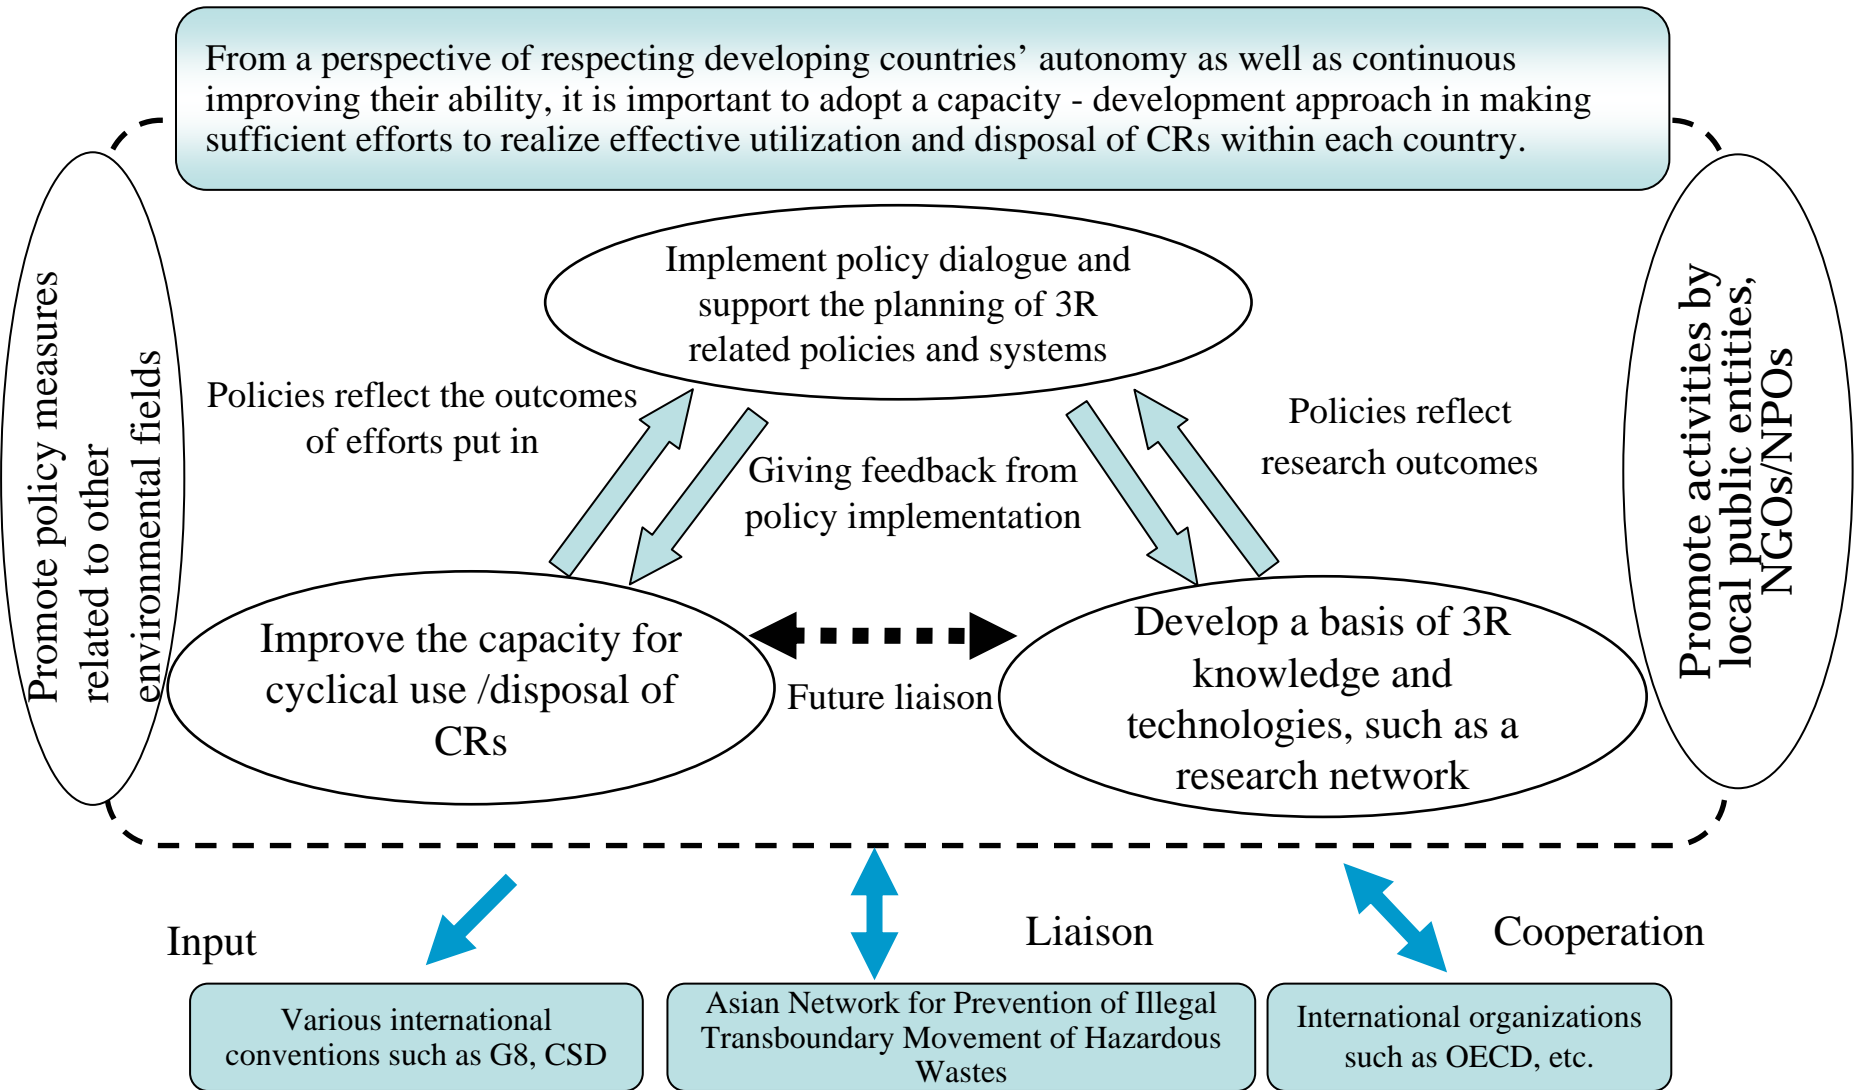 From a perspective of respecting developing countries’ autonomy as well as continuous
improving their ability, it is important to adopt a capacity - development approach in making
sufficient efforts to realize effective utilization and disposal of CRs within each country.
Promote policy measures
related to other
environmental fields
Implement policy dialogue and
support the planning of 3R
related policies and systems
Promote activities by
local public entities,
NGOs/NPOs
Policies reflect the outcomes
of efforts put in
Giving feedback from
policy implementation
Policies reflect
research outcomes
Improve the capacity for
cyclical use /disposal of
CRs
Future liaison
Develop a basis of 3R
knowledge and
technologies, such as a
research network
Input
Liaison
Cooperation
Various international
conventions such as G8, CSD
Asian Network for Prevention of Illegal
Transboundary Movement of Hazardous
Wastes
International organizations
such as OECD, etc.